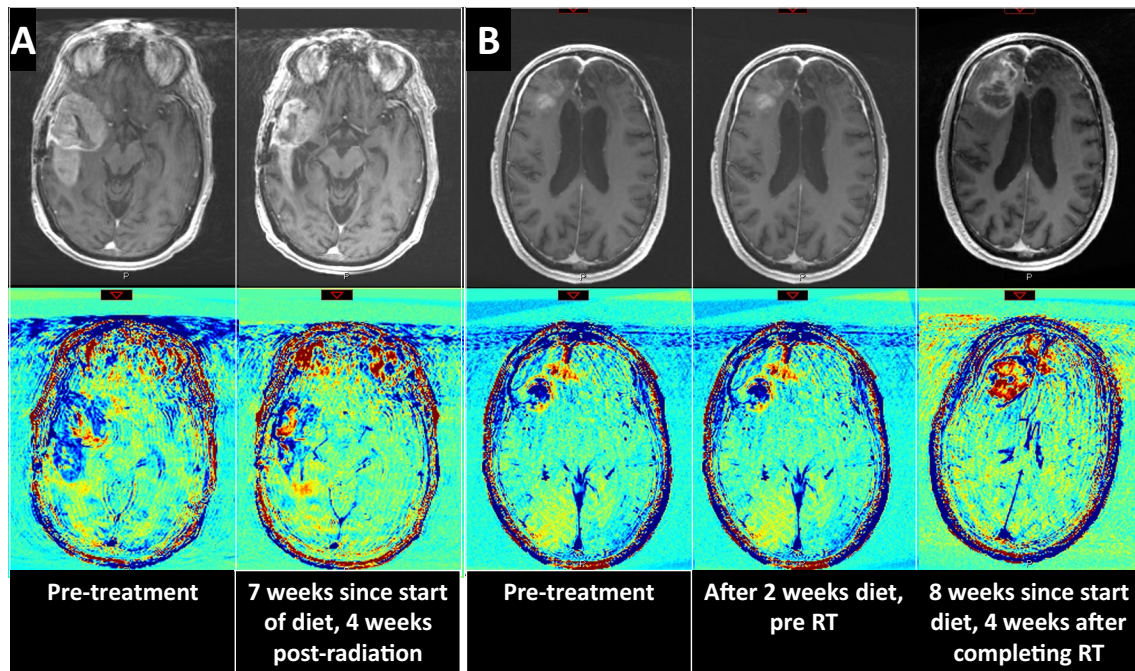 A
B
P
P
P
P
Pre-treatment
7 weeks since start
of diet, 4 weeks
post-radiation
Pre-treatment
After 2 weeks diet,
pre RT
8 weeks since start
diet, 4 weeks after
completing RT